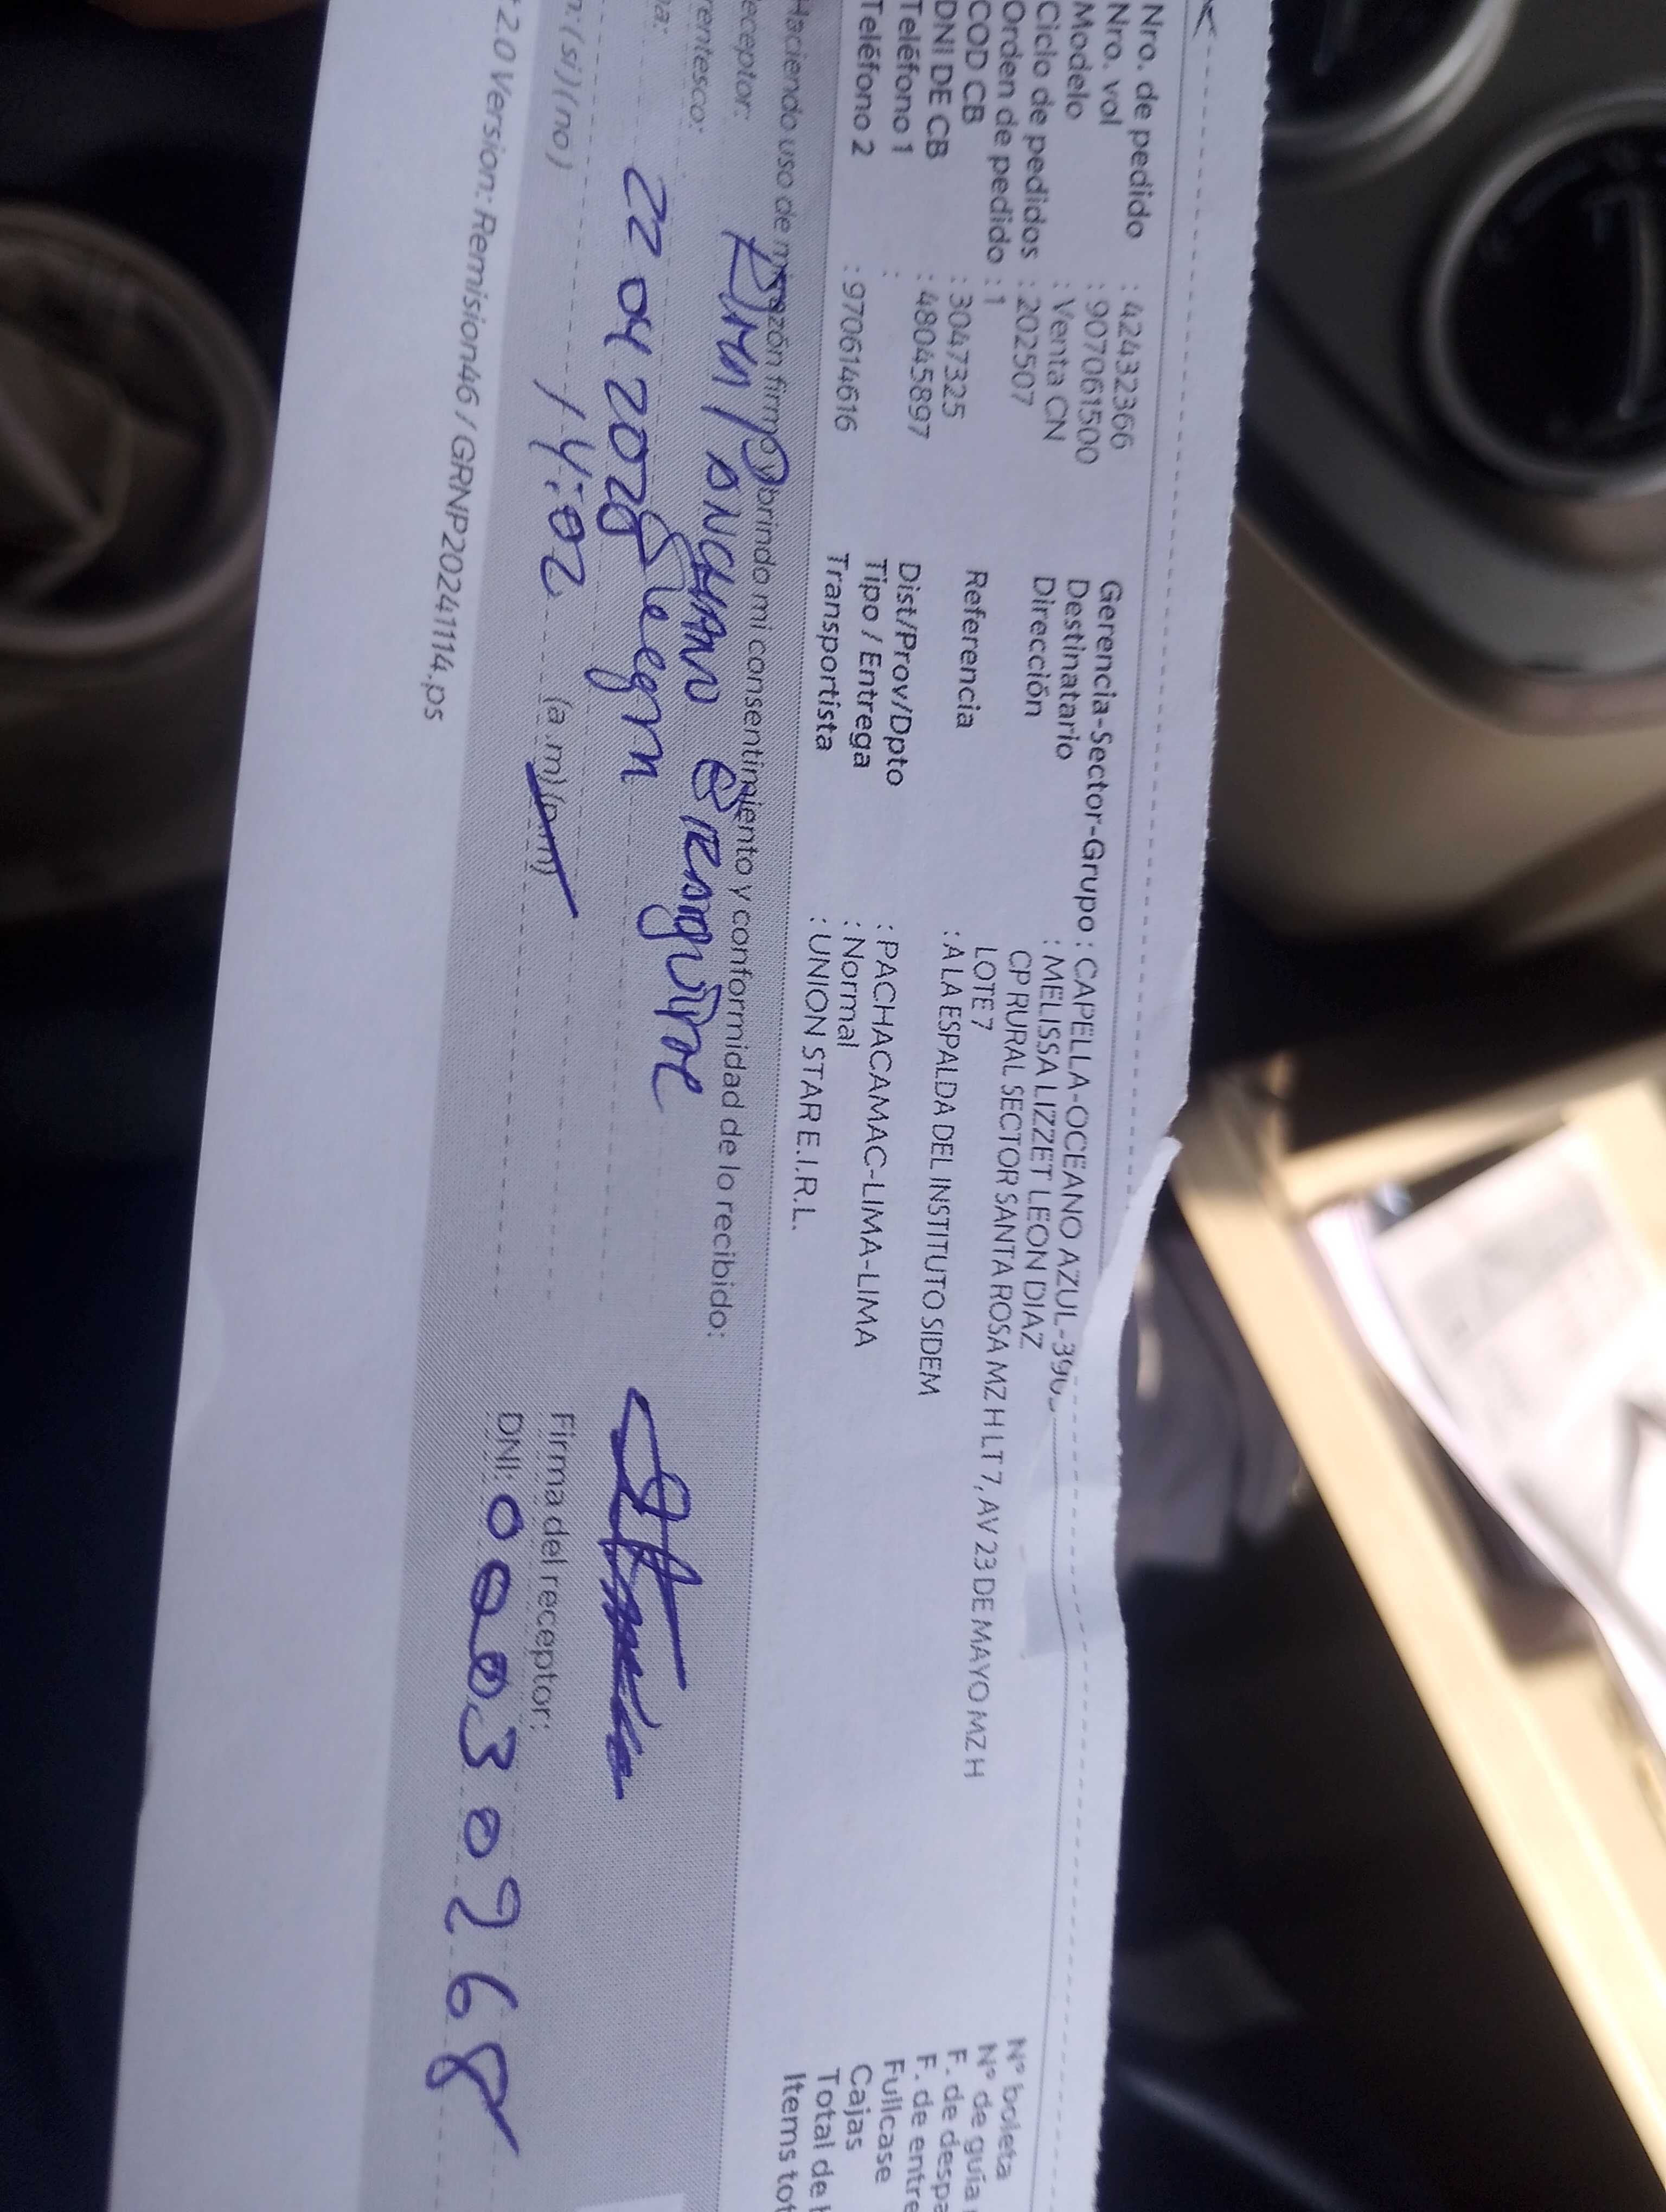 Nro. de pedido : 42432366
Nro. vol : 907061500
Modelo : Venta CN
Ciclo de pedidos : 202507
Orden de pedido : 1
COD CB : 3047325
DNI DE CB : 48045897
Teléfono 1 :
Teléfono 2 : 970614616
Gerencia-Sector-Grupo : CAPELLA-OCEANO AZUL-390
Destinatario : MELISSA LIZZET LEON DIAZ
Dirección CP RURAL SECTOR SANTA ROSA MZ H LT 7, AV 23 DE MAYO MZ H
LOTE 7
Referencia : A LA ESPALDA DEL INSTITUTO SIDEM
Dist/Prov/Dpto : PACHACAMAC-LIMA-LIMA
Tipo / Entrega : Normal
Transportista : UNION STAR E.I.R.L.
N° boleta
N° de guía
F. de despa
F. de entre
Fullcase
Cajas
Total de
Items tot
Haciendo uso de mi razón firmo y brindo mi consentimiento y conformidad de lo recibido:
eceptor:
rentesco:
22 04 202
a:
n: (si) (no) 14:02 (a.m) (p.m)
Firma del receptor:
DNI: 00030268
2.0 Version: Remision46 / GRNP20241114.ps